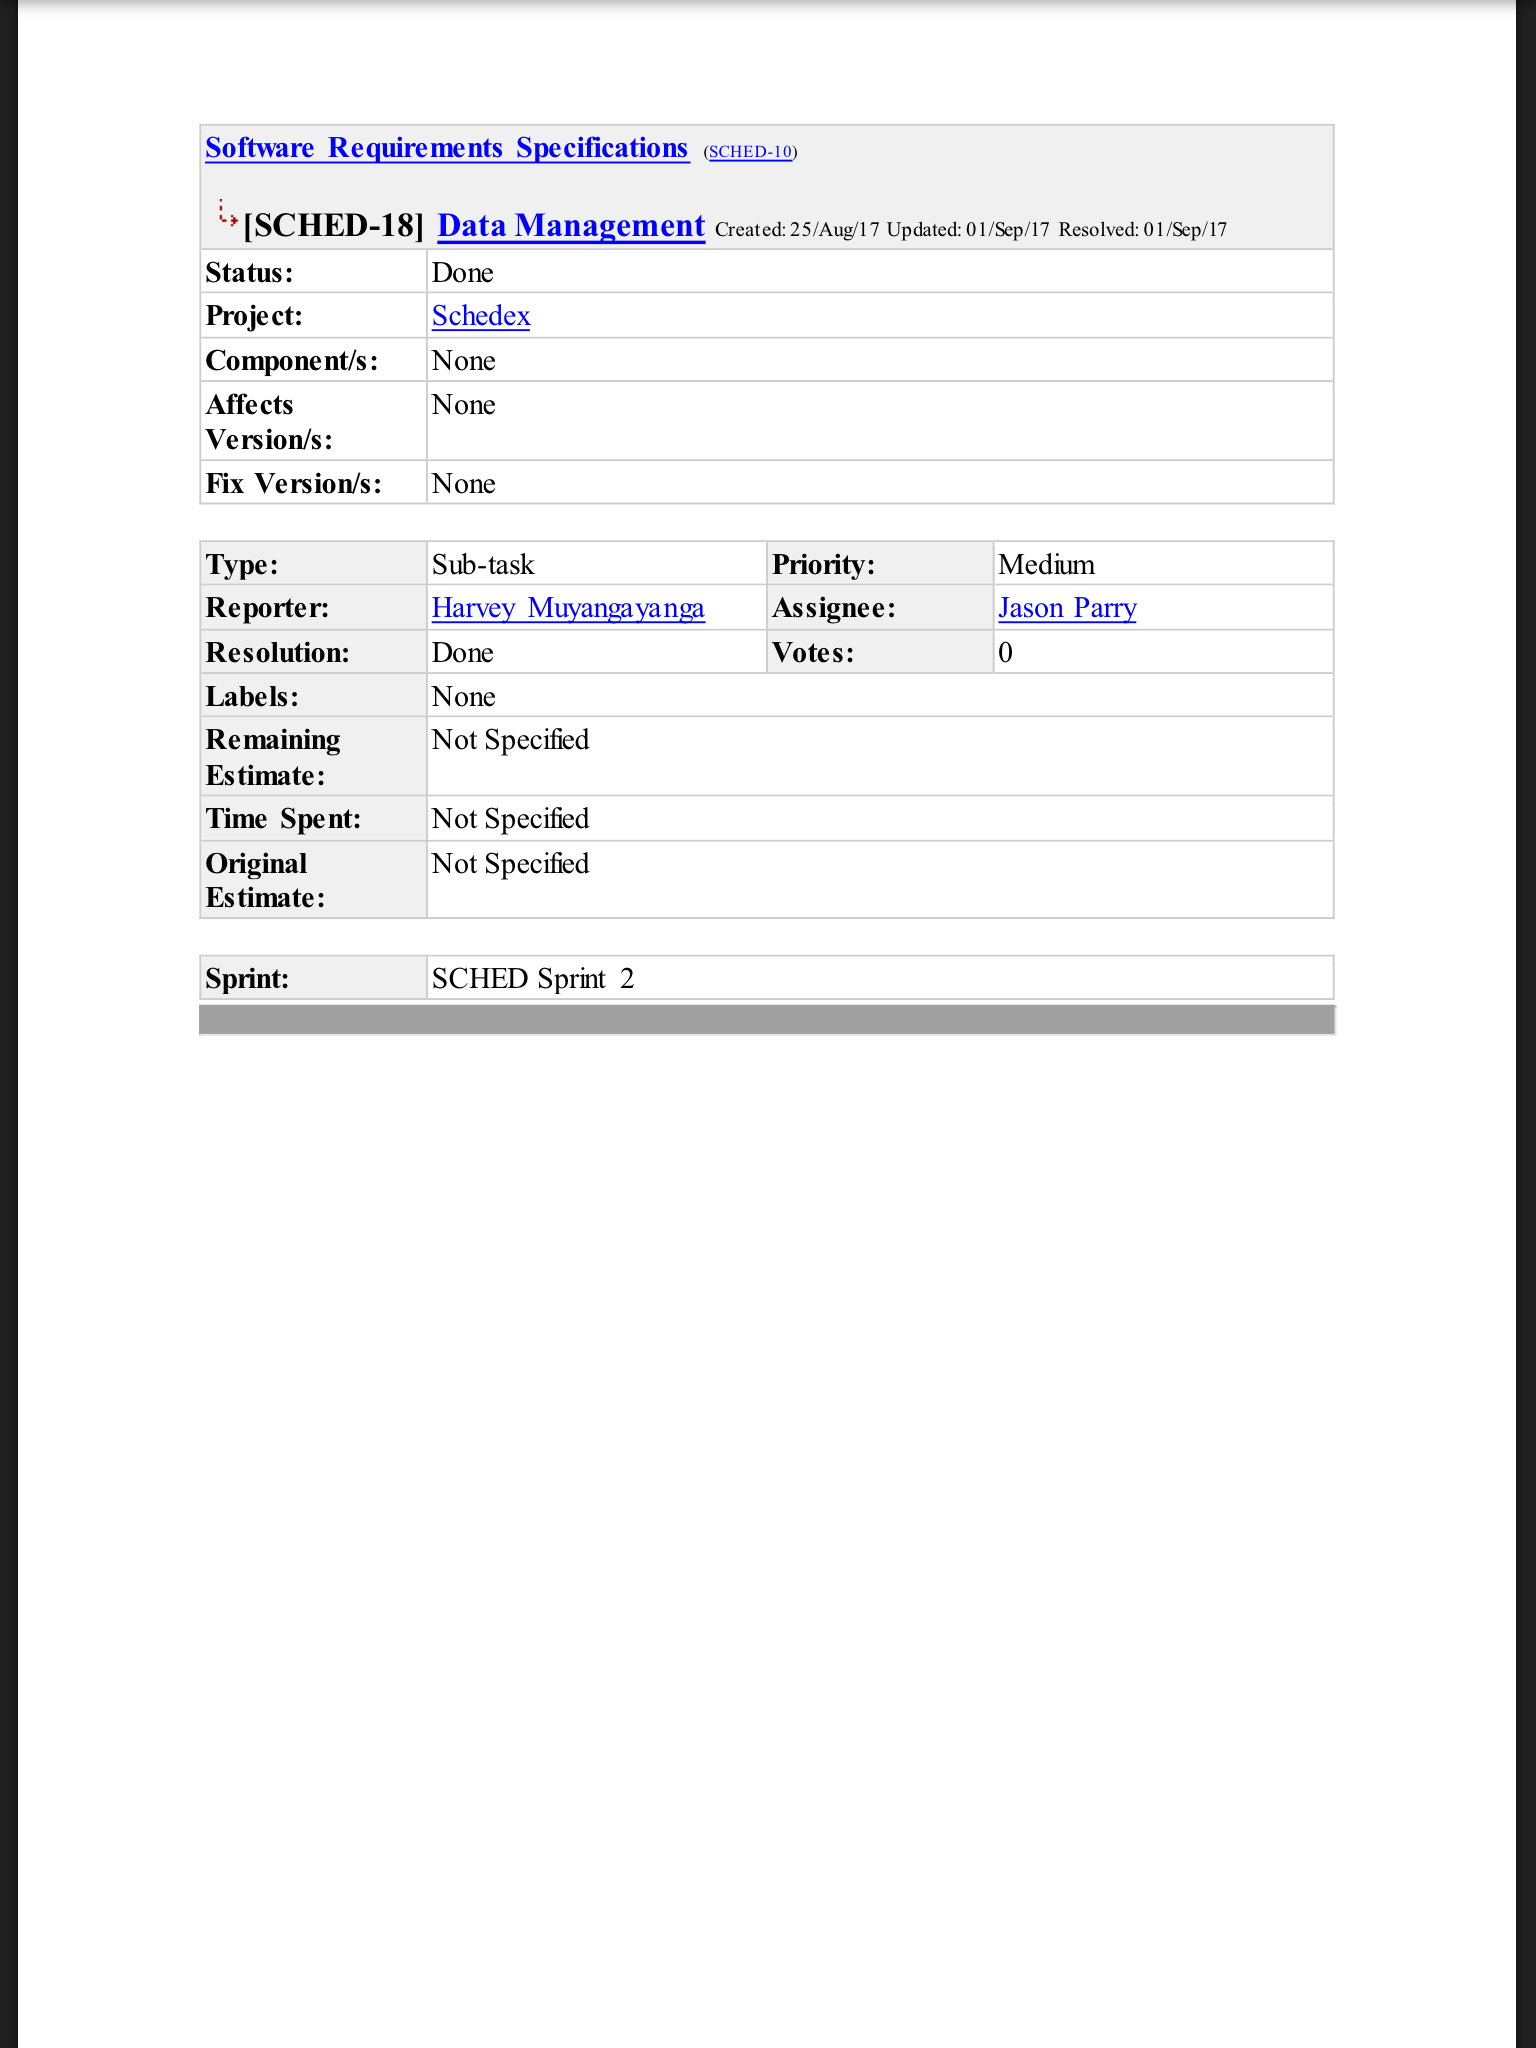 Software Requirements Specifications (SCHED-10)
[SCHED-18] Data Management Created: 25/Aug/17 Updated: 01/Sep/17 Resolved: 01/Sep/17
Status: Done
Project: Schedex
Component/s: None
Affects None
Version/s:
Fix Version/s: None
Type: Sub-task Priority: Medium
Reporter: Harvey Muyangayanga Assignee: Jason Parry
Resolution: Done Votes: 0
Labels: None
Remaining Not Specified
Estimate:
Time Spent: Not Specified
Original Not Specified
Estimate:
Sprint: SCHED Sprint 2